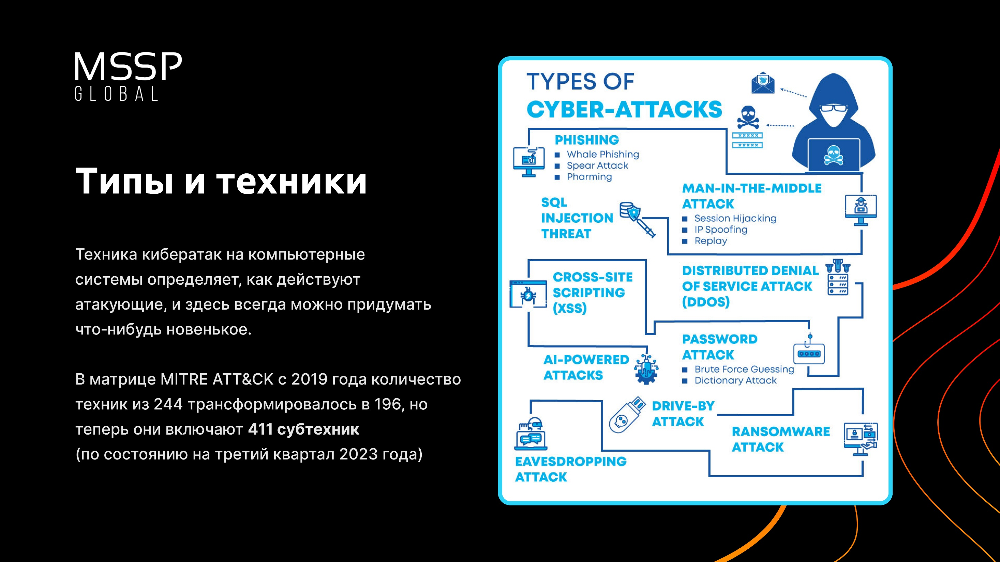 MSSP
GLOBAL
Типы и техники
Техника кибератак на компьютерные
системы определяет, как действуют
атакующие, и здесь всегда можно придумать
что-нибудь новенькое.
В матрице MITRE ATT&CK с 2019 года количество
техник из 244 трансформировалось в 196, но
теперь они включают 411 субтехник
(по состоянию на третий квартал 2023 года)
TYPES OF
CYBER-ATTACKS
xxxxx
xxxxx
PHISHING
Whale Phishing
Spear Attack
Pharming
MAN-IN-THE-MIDDLE
ATTACK
Session Hijacking
IP Spoofing
Replay
SQL
INJECTION
THREAT
CROSS-SITE
SCRIPTING
(XSS)
DISTRIBUTED DENIAL
OF SERVICE ATTACK
(DDOS)
AI-POWERED
ATTACKS
PASSWORD
ATTACK
Brute Force Guessing
Dictionary Attack
DRIVE-BY
ATTACK
RANSOMWARE
ATTACK
EAVESDROPPING
ATTACK